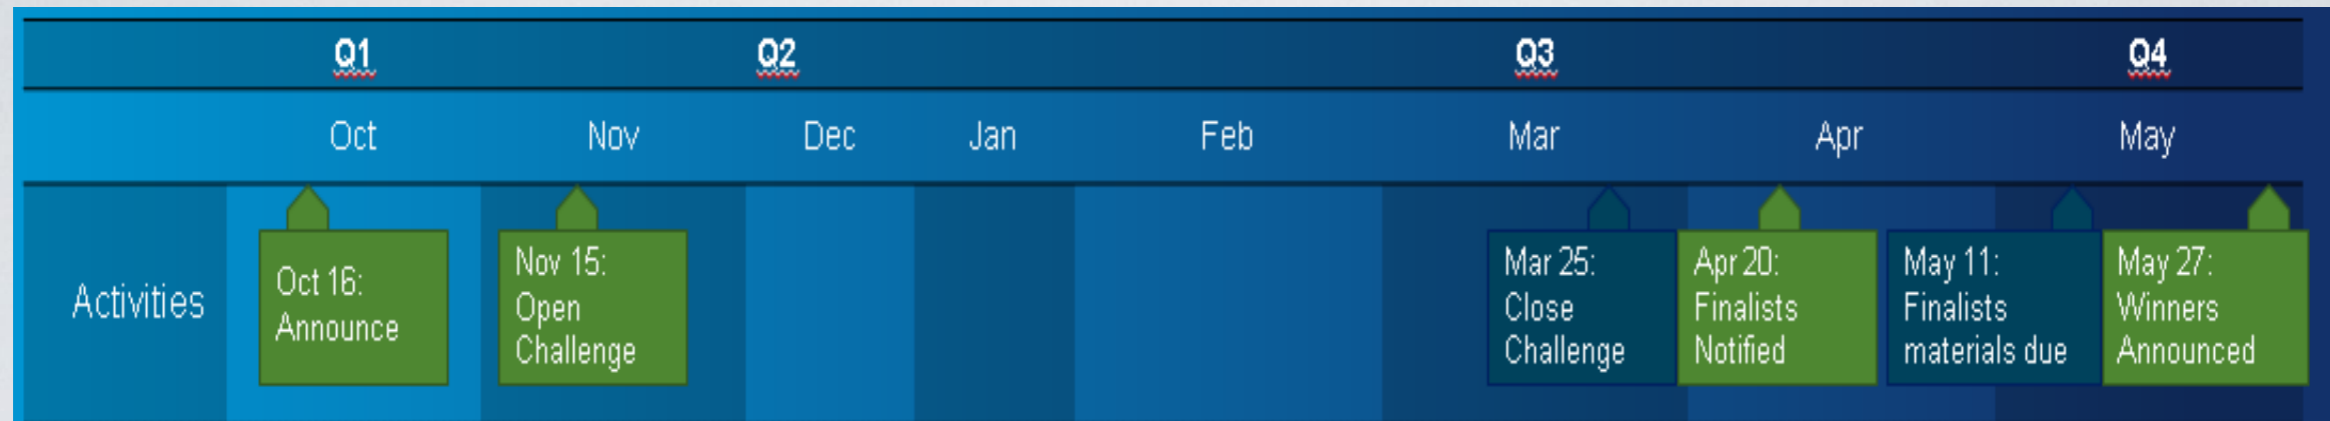 Q1 Q2 Q3 Q4
Oct Nov Dec Jan Feb Mar Apr May
Activities
Oct 16:
Announce
Nov 15:
Open
Challenge
Mar 25:
Close
Challenge
Apr 20:
Finalists
Notified
May 11:
Finalists
materials due
May 27:
Winners
Announced